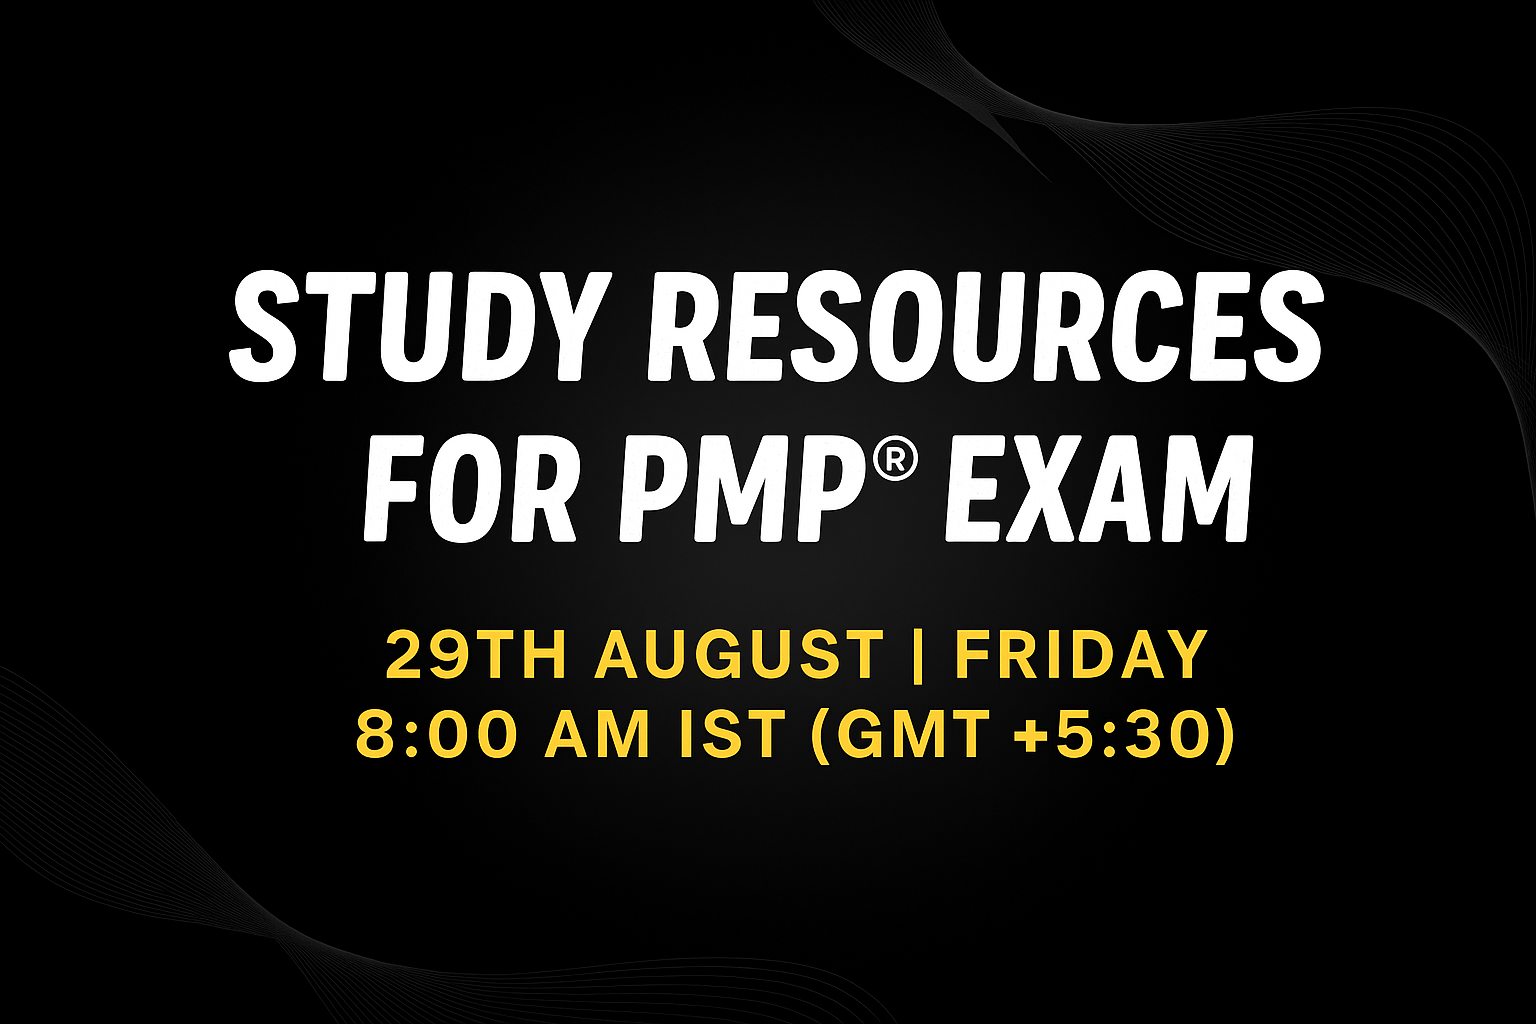 STUDY RESOURCES
FOR PMP® EXAM
29TH AUGUST | FRIDAY
8:00 AM IST (GMT +5:30)